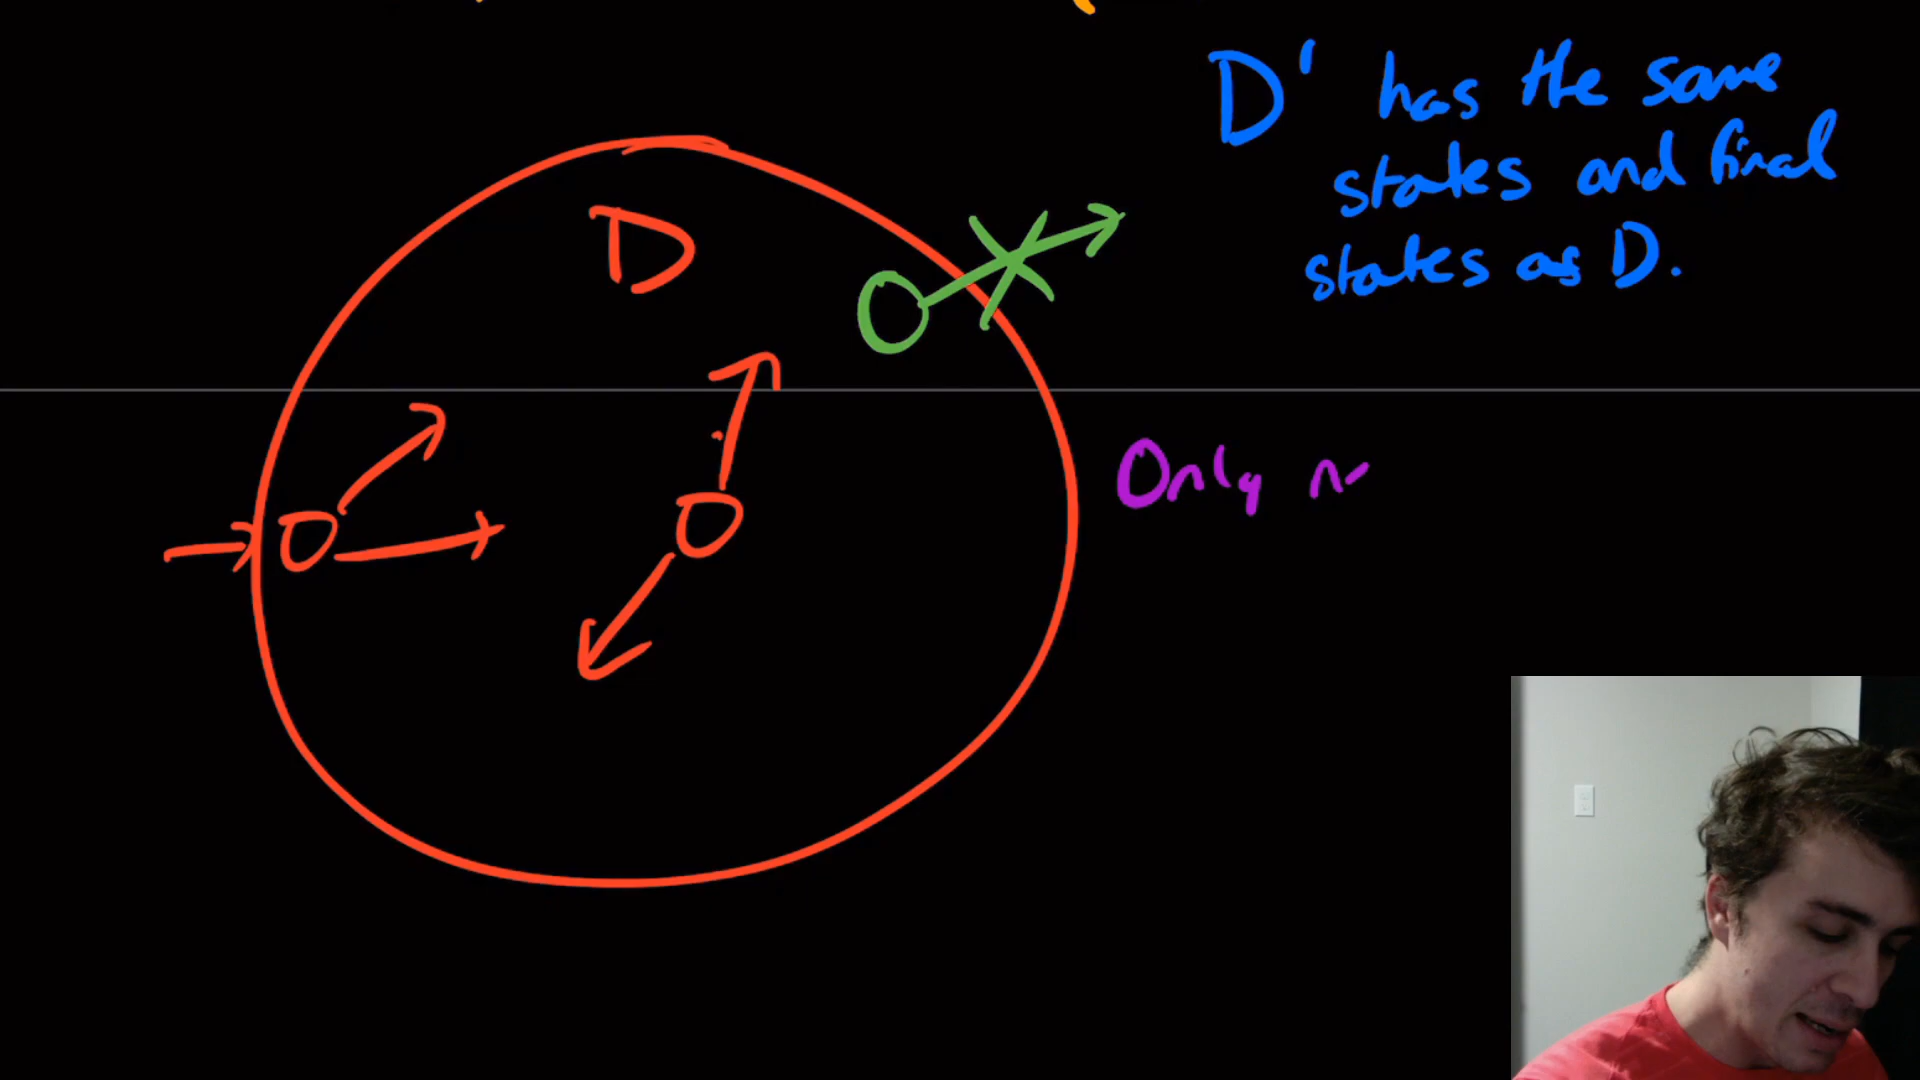 D' has the same
states and final
states as D.
D
Only